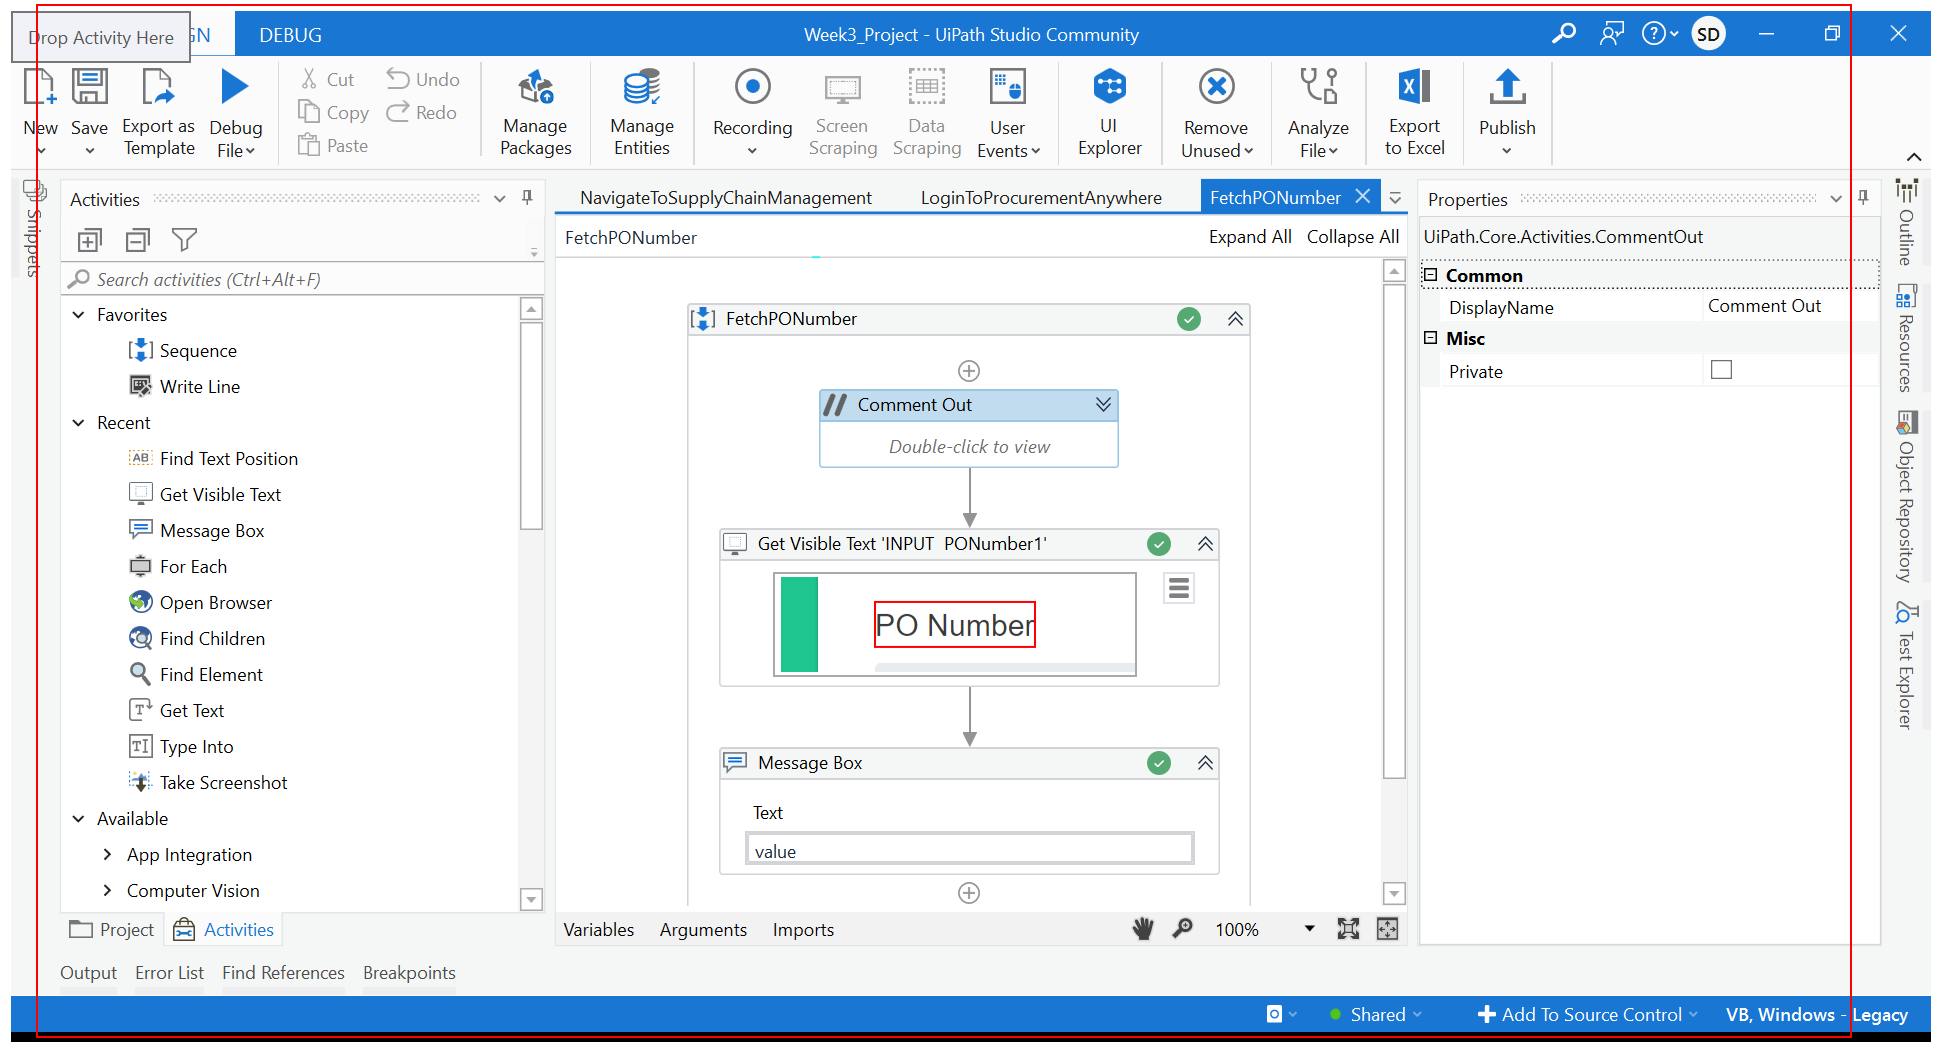 Drop Activity Here
GN
DEBUG
Week3_Project - UiPath Studio Community
SD
New
Save
Export as Template
Debug File
Cut
Copy
Paste
Undo
Redo
Manage Packages
Manage Entities
Recording
Screen Scraping
Data Scraping
User Events
UI Explorer
Remove Unused
Analyze File
Export to Excel
Publish
Snippets
Activities
Search activities (Ctrl+Alt+F)
Favorites
Sequence
Write Line
Recent
Find Text Position
Get Visible Text
Message Box
For Each
Open Browser
Find Children
Find Element
Get Text
Type Into
Take Screenshot
Available
App Integration
Computer Vision
Project
Activities
NavigateToSupplyChainManagement
LoginToProcurementAnywhere
FetchPONumber
FetchPONumber
Expand All
Collapse All
FetchPONumber
Comment Out
Double-click to view
Get Visible Text 'INPUT  PONumber1'
PO Number
Message Box
Text
value
Variables
Arguments
Imports
100%
Properties
UiPath.Core.Activities.CommentOut
Common
DisplayName
Comment Out
Misc
Private
Outline
Resources
Object Repository
Test Explorer
Output
Error List
Find References
Breakpoints
Shared
Add To Source Control
VB, Windows - Legacy